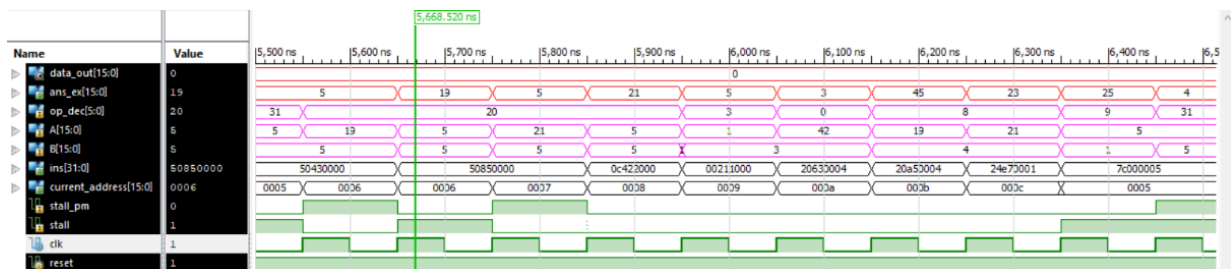 5,668.520 ns
Name Value 5,500 ns 5,600 ns 5,700 ns 5,800 ns 5,900 ns 6,000 ns 6,100 ns 6,200 ns 6,300 ns 6,400 ns 6,5
data_out[15:0] 0 0
ans_ex[15:0] 19 5 19 5 21 5 3 45 23 25 4
op_dec[5:0] 20 31 20 3 0 8 9 31
A[15:0] 5 5 19 5 21 5 1 42 19 21 5
B[15:0] 5 5 5 5 5 3 4 1 5
ins[31:0] 50850000 50430000 50850000 0c422000 00211000 20630004 20a50004 24e70001 7c000005
current_address[15:0] 0006 0005 0036 0006 0007 0008 0009 000a 000b 000c 0005
stall_pm 0
stall 1
clk 1
reset 1